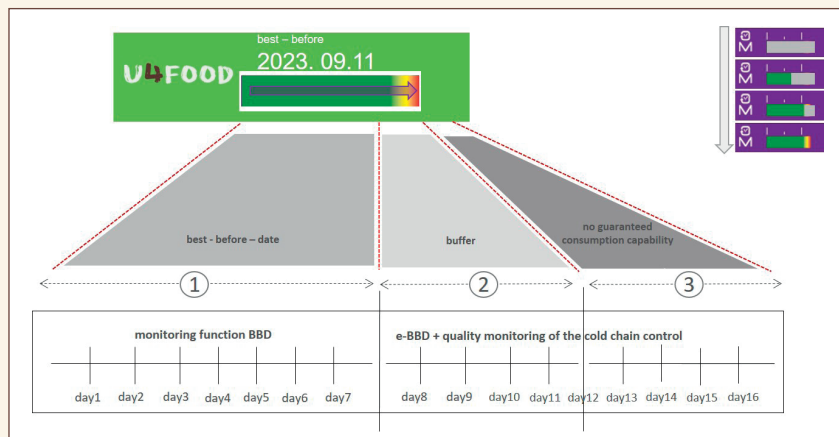 best – before
2023. 09.11
U4FOOD
M
M
M
M
best - before – date
buffer
no guaranteed
consumption capability
1
2
3
monitoring function BBD
e-BBD + quality monitoring of the cold chain control
day1 day2 day3 day4 day5 day6 day7 day8 day9 day10 day11 day12 day13 day14 day15 day16